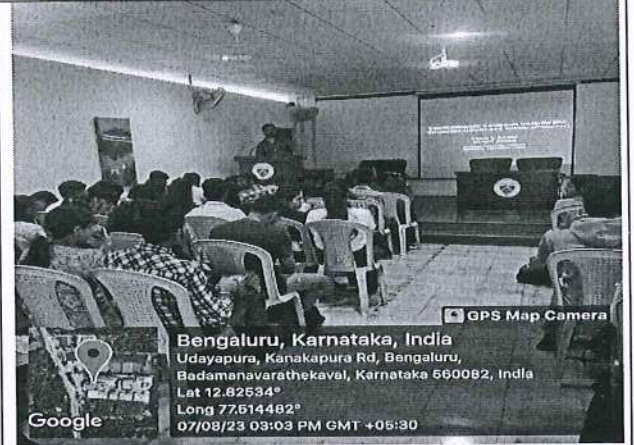 GPS Map Camera
Bengaluru, Karnataka, India
Udayapura, Kanakapura Rd, Bengaluru,
Badamanavarathekaval, Karnataka 560082, India
Lat 12.82534°
Long 77.514482°
07/08/23 03:03 PM GMT +05:30
Google